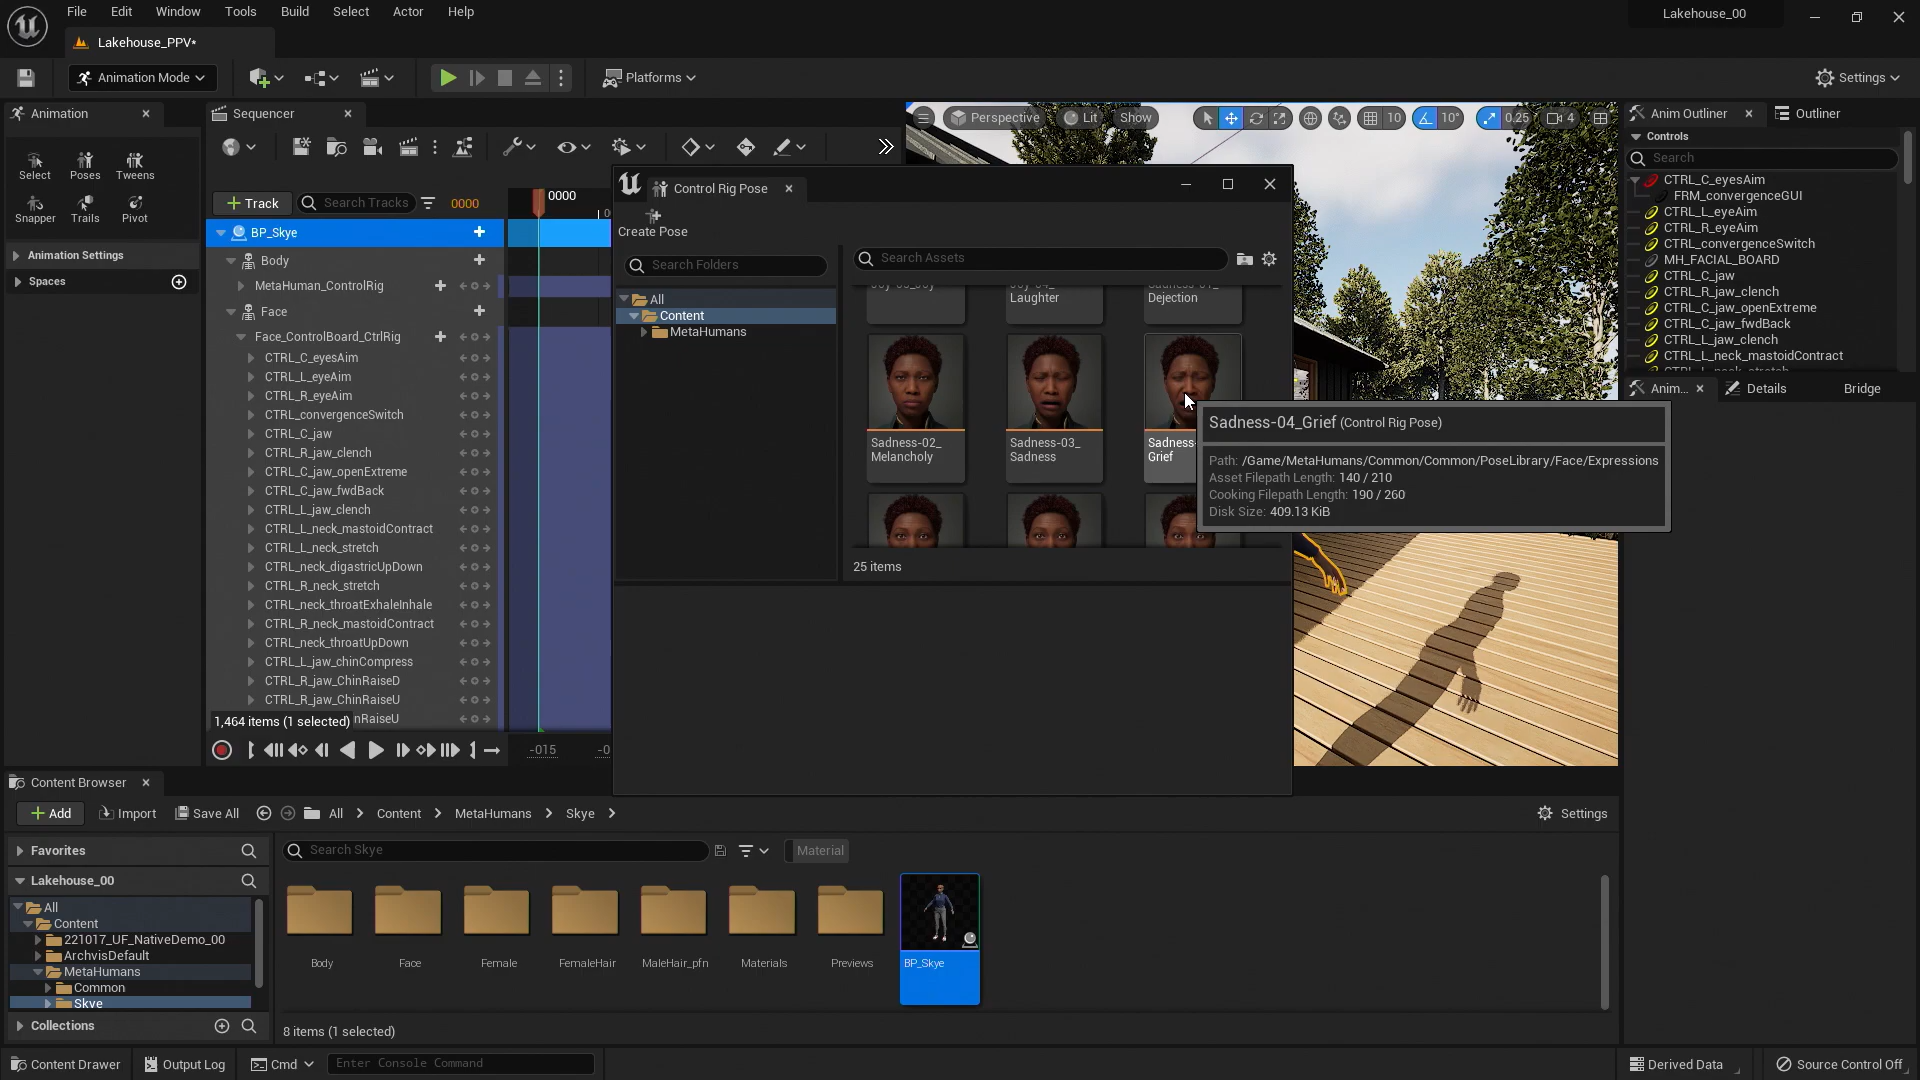 File Edit Window Tools Build Select Actor Help
Lakehouse_00
Lakehouse_PPV*
Animation Mode
Platforms
Settings
Animation
Select Poses Tweens
Snapper Trails Pivot
Animation Settings
Spaces
Sequencer
Track
Search Tracks
0000
0000
BP_Skye
Body
MetaHuman_ControlRig
Face
Face_ControlBoard_CtrlRig
CTRL_C_eyesAim
CTRL_L_eyeAim
CTRL_R_eyeAim
CTRL_convergenceSwitch
CTRL_C_jaw
CTRL_R_jaw_clench
CTRL_C_jaw_openExtreme
CTRL_C_jaw_fwdBack
CTRL_L_jaw_clench
CTRL_L_neck_mastoidContract
CTRL_L_neck_stretch
CTRL_neck_digastricUpDown
CTRL_R_neck_stretch
CTRL_neck_throatExhaleInhale
CTRL_R_neck_mastoidContract
CTRL_neck_throatUpDown
CTRL_L_jaw_chinCompress
CTRL_R_jaw_ChinRaiseD
CTRL_R_jaw_ChinRaiseU
1,464 items (1 selected)
nRaiseU
-015
Perspective Lit Show
10 10° 0.25 4
Control Rig Pose
Create Pose
Search Folders
All
Content
MetaHumans
Search Assets
Laughter
Dejection
Sadness-02_
Melancholy
Sadness-03_
Sadness
Sadness-
Grief
25 items
Sadness-04_Grief (Control Rig Pose)
Path: /Game/MetaHumans/Common/Common/PoseLibrary/Face/Expressions
Asset Filepath Length: 140 / 210
Cooking Filepath Length: 190 / 260
Disk Size: 409.13 KiB
Anim Outliner
Outliner
Controls
Search
CTRL_C_eyesAim
FRM_convergenceGUI
CTRL_L_eyeAim
CTRL_R_eyeAim
CTRL_convergenceSwitch
MH_FACIAL_BOARD
CTRL_C_jaw
CTRL_R_jaw_clench
CTRL_C_jaw_openExtreme
CTRL_C_jaw_fwdBack
CTRL_L_jaw_clench
CTRL_L_neck_mastoidContract
Anim...
Details
Bridge
Content Browser
Add Import Save All All Content MetaHumans Skye
Settings
Favorites
Lakehouse_00
All
Content
221017_UF_NativeDemo_00
ArchvisDefault
MetaHumans
Common
Skye
Collections
Search Skye
Material
Body Face Female FemaleHair MaleHair_pfn Materials Previews BP_Skye
8 items (1 selected)
Content Drawer Output Log Cmd Enter Console Command
Derived Data Source Control Off